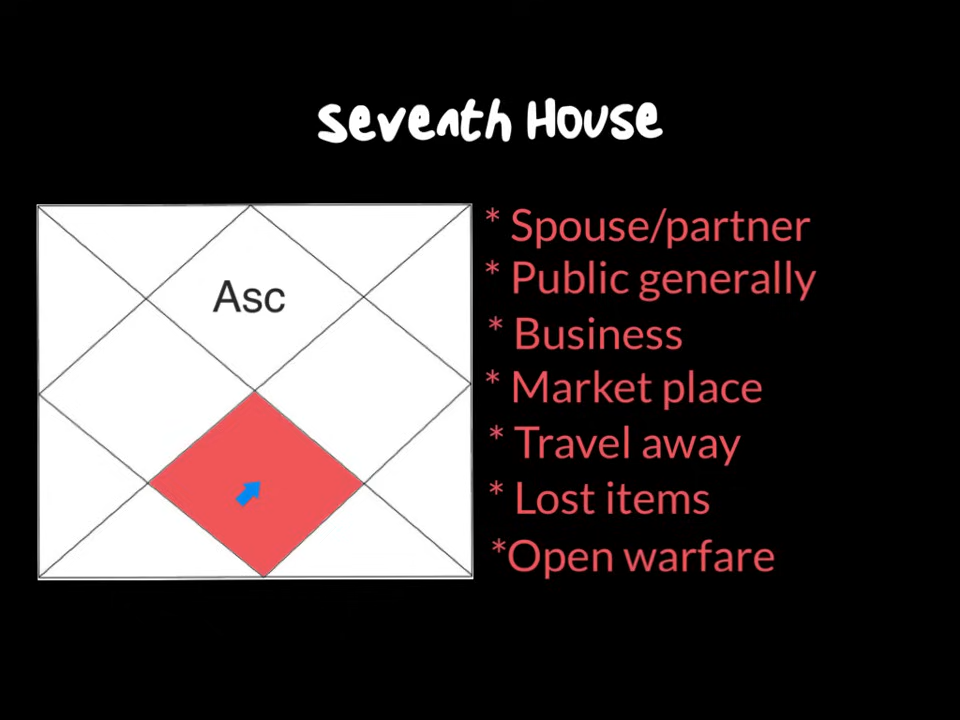 Seventh House
Asc
* Spouse/partner
* Public generally
* Business
* Market place
* Travel away
* Lost items
*Open warfare